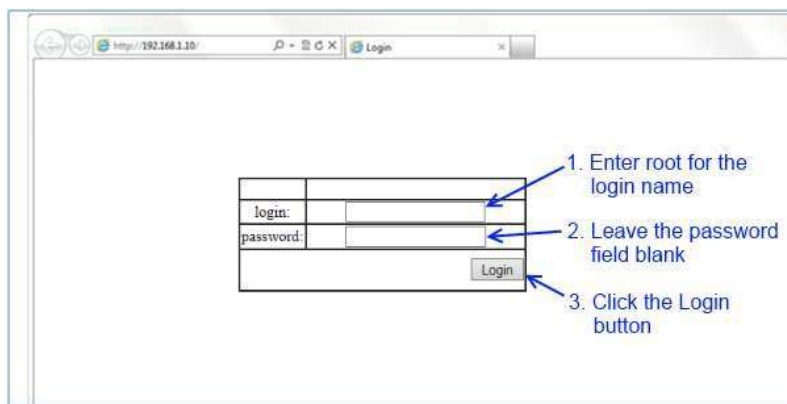 http://192.168.1.10/
Login
1. Enter root for the
login name
login:
password:
2. Leave the password
field blank
Login
3. Click the Login
button